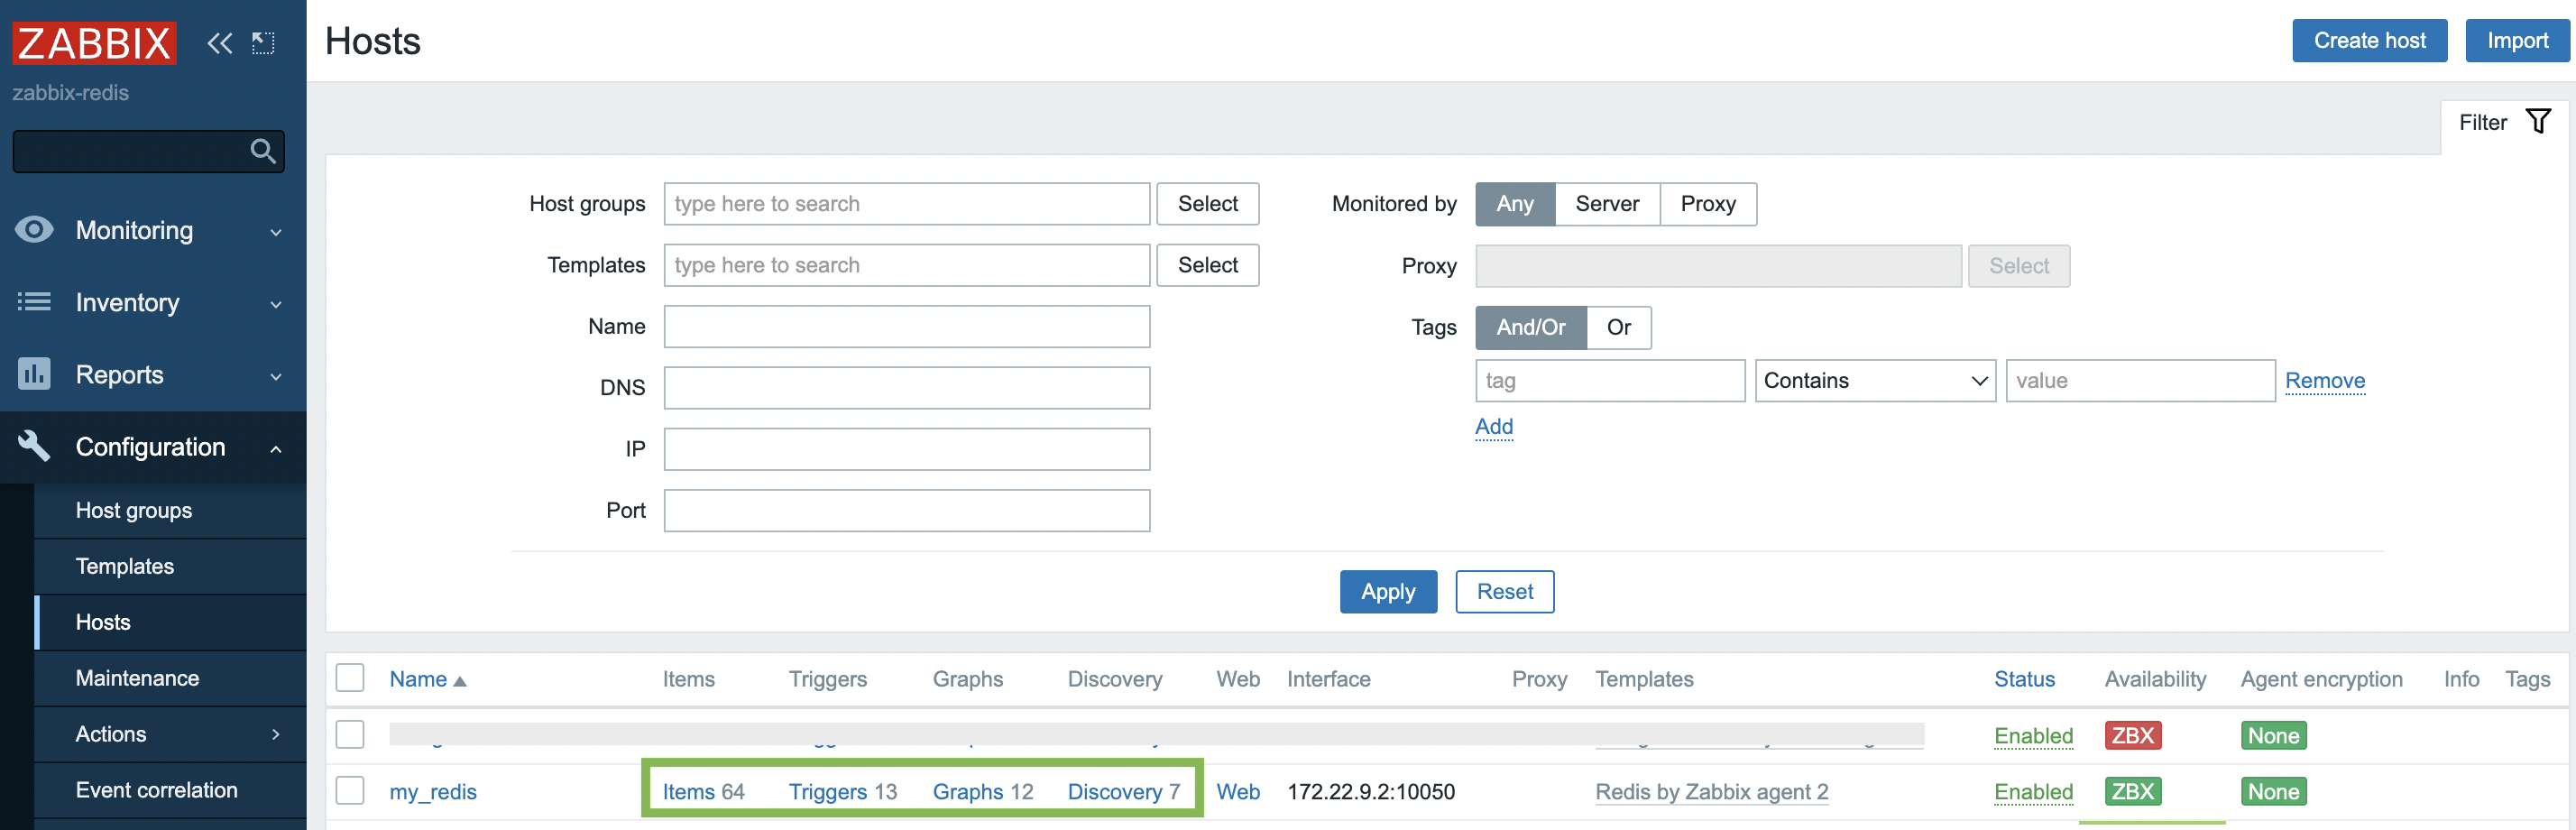 ZABBIX
zabbix-redis
Monitoring
Inventory
Reports
Configuration
Host groups
Templates
Hosts
Maintenance
Actions
Event correlation
Hosts
Create host Import
Filter
Host groups type here to search Select Monitored by Any Server Proxy
Templates type here to search Select Proxy Select
Name Tags And/Or Or
DNS tag Contains value Remove
Add
IP
Port
Apply Reset
Name Items Triggers Graphs Discovery Web Interface Proxy Templates Status Availability Agent encryption Info Tags
Enabled ZBX None
my_redis Items 64 Triggers 13 Graphs 12 Discovery 7 Web 172.22.9.2:10050 Redis by Zabbix agent 2 Enabled ZBX None